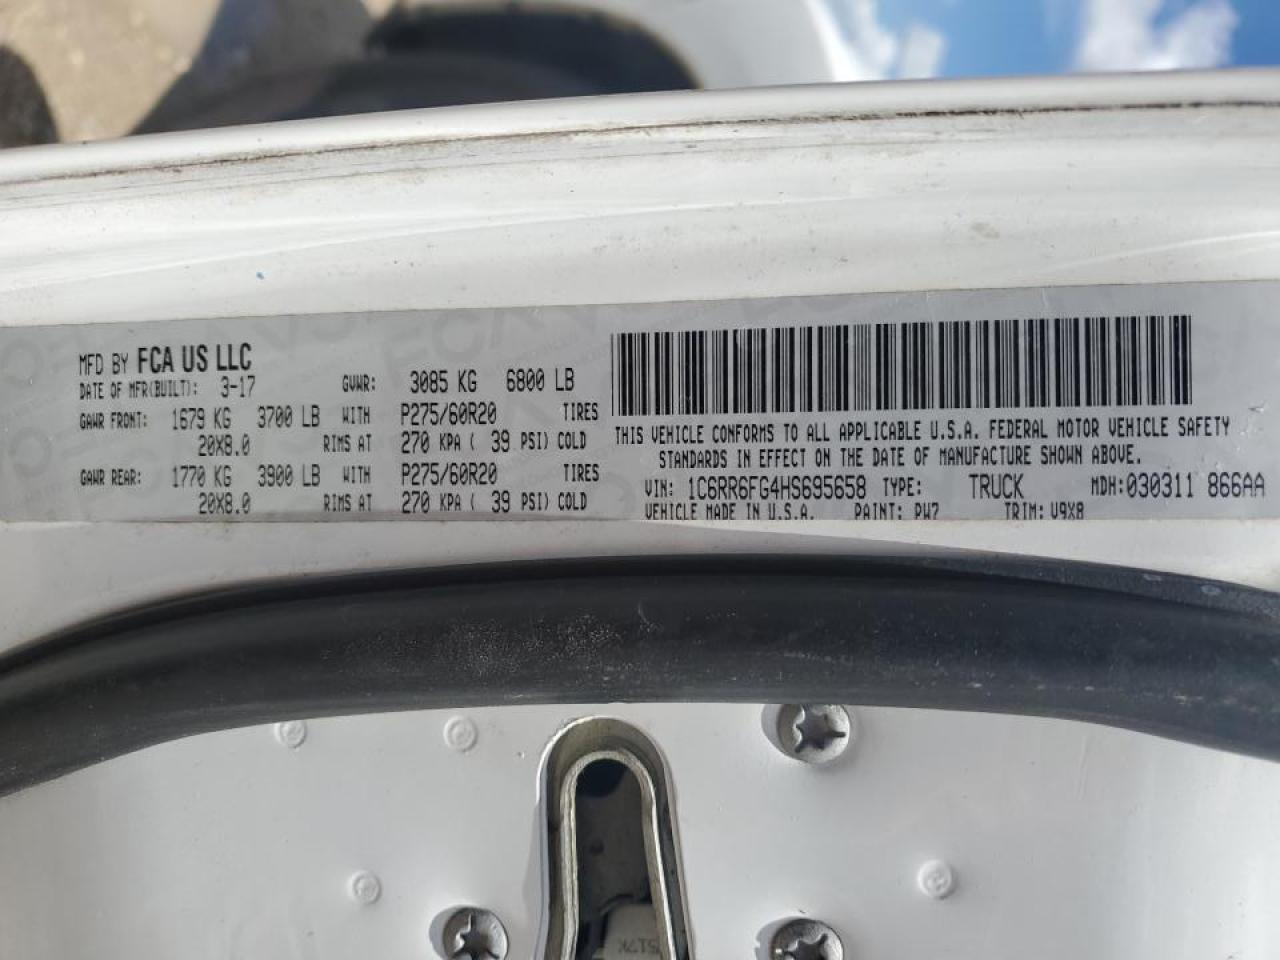 MFD BY FCA US LLC
DATE OF MFR(BUILT): 3-17 GVWR: 3085 KG 6800 LB
GAWR FRONT: 1679 KG 3700 LB WITH P275/60R20 TIRES
20X8.0 RIMS AT 270 KPA ( 39 PSI) COLD
GAWR REAR: 1770 KG 3900 LB WITH P275/60R20 TIRES
20X8.0 RIMS AT 270 KPA ( 39 PSI) COLD
THIS VEHICLE CONFORMS TO ALL APPLICABLE U.S.A. FEDERAL MOTOR VEHICLE SAFETY
STANDARDS IN EFFECT ON THE DATE OF MANUFACTURE SHOWN ABOVE.
VIN: 1C6RR6FG4HS695658 TYPE: TRUCK MDH:030311 866AA
VEHICLE MADE IN U.S.A. PAINT: PW7 TRIM: V9X8